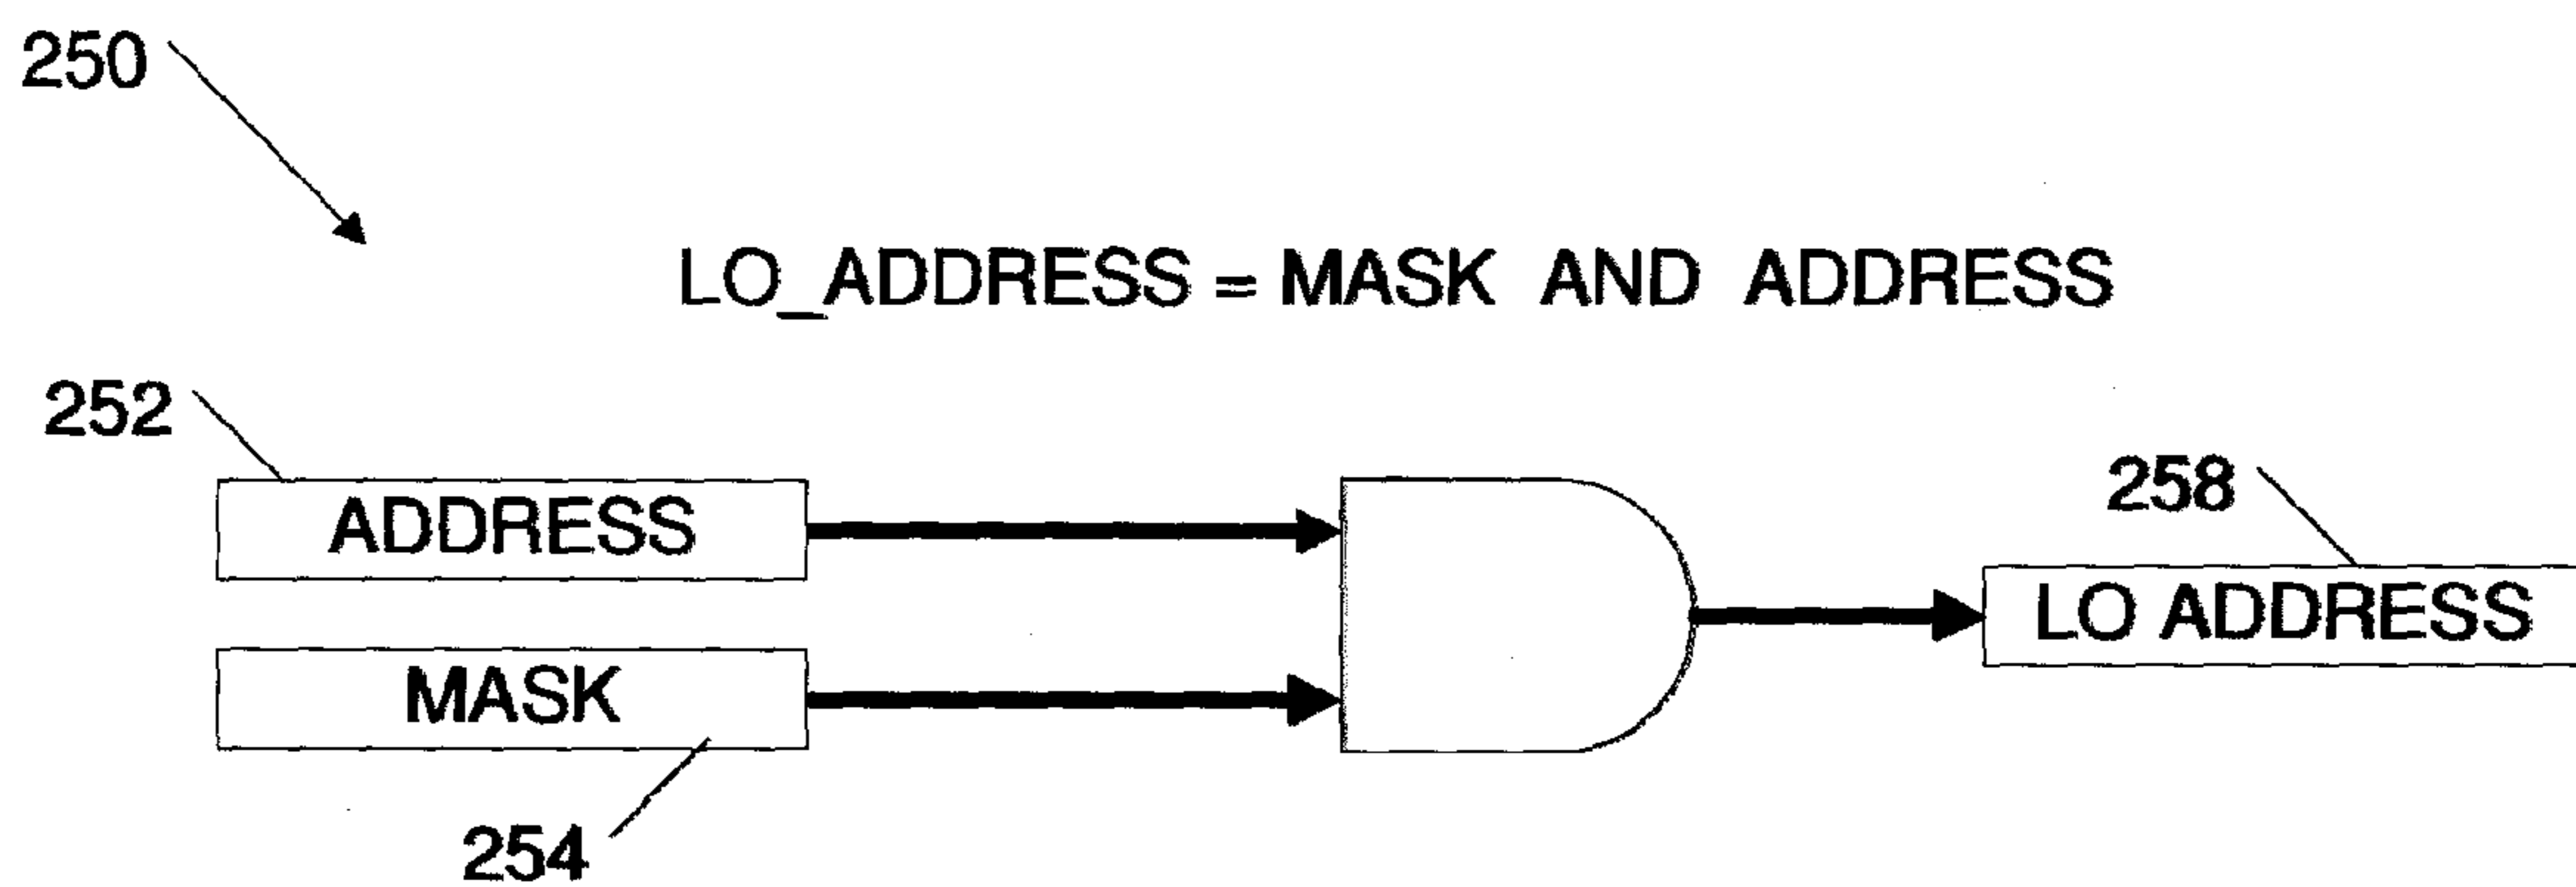 250
LO_ADDRESS = MASK AND ADDRESS
252
ADDRESS
258
LO ADDRESS
MASK
254